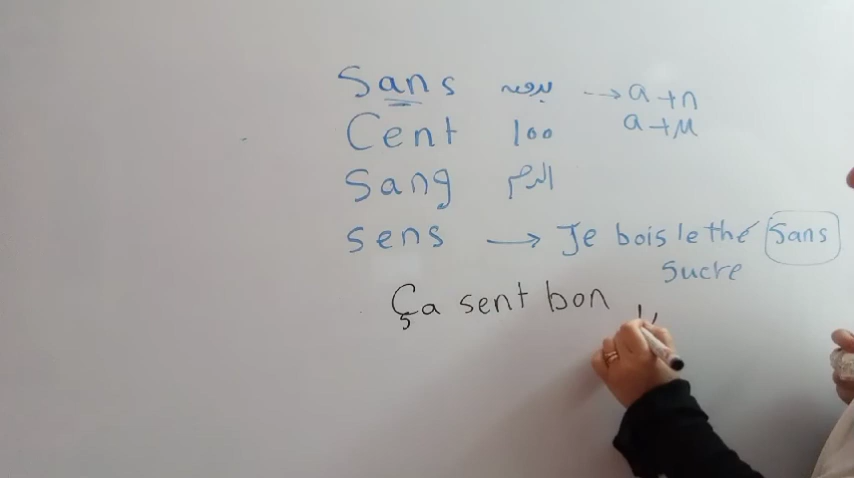 Sans بدون → a+n
Cent 100 a+m
Sang الدم
Sens → Je bois le thé Sans
Sucre
Ça sent bon